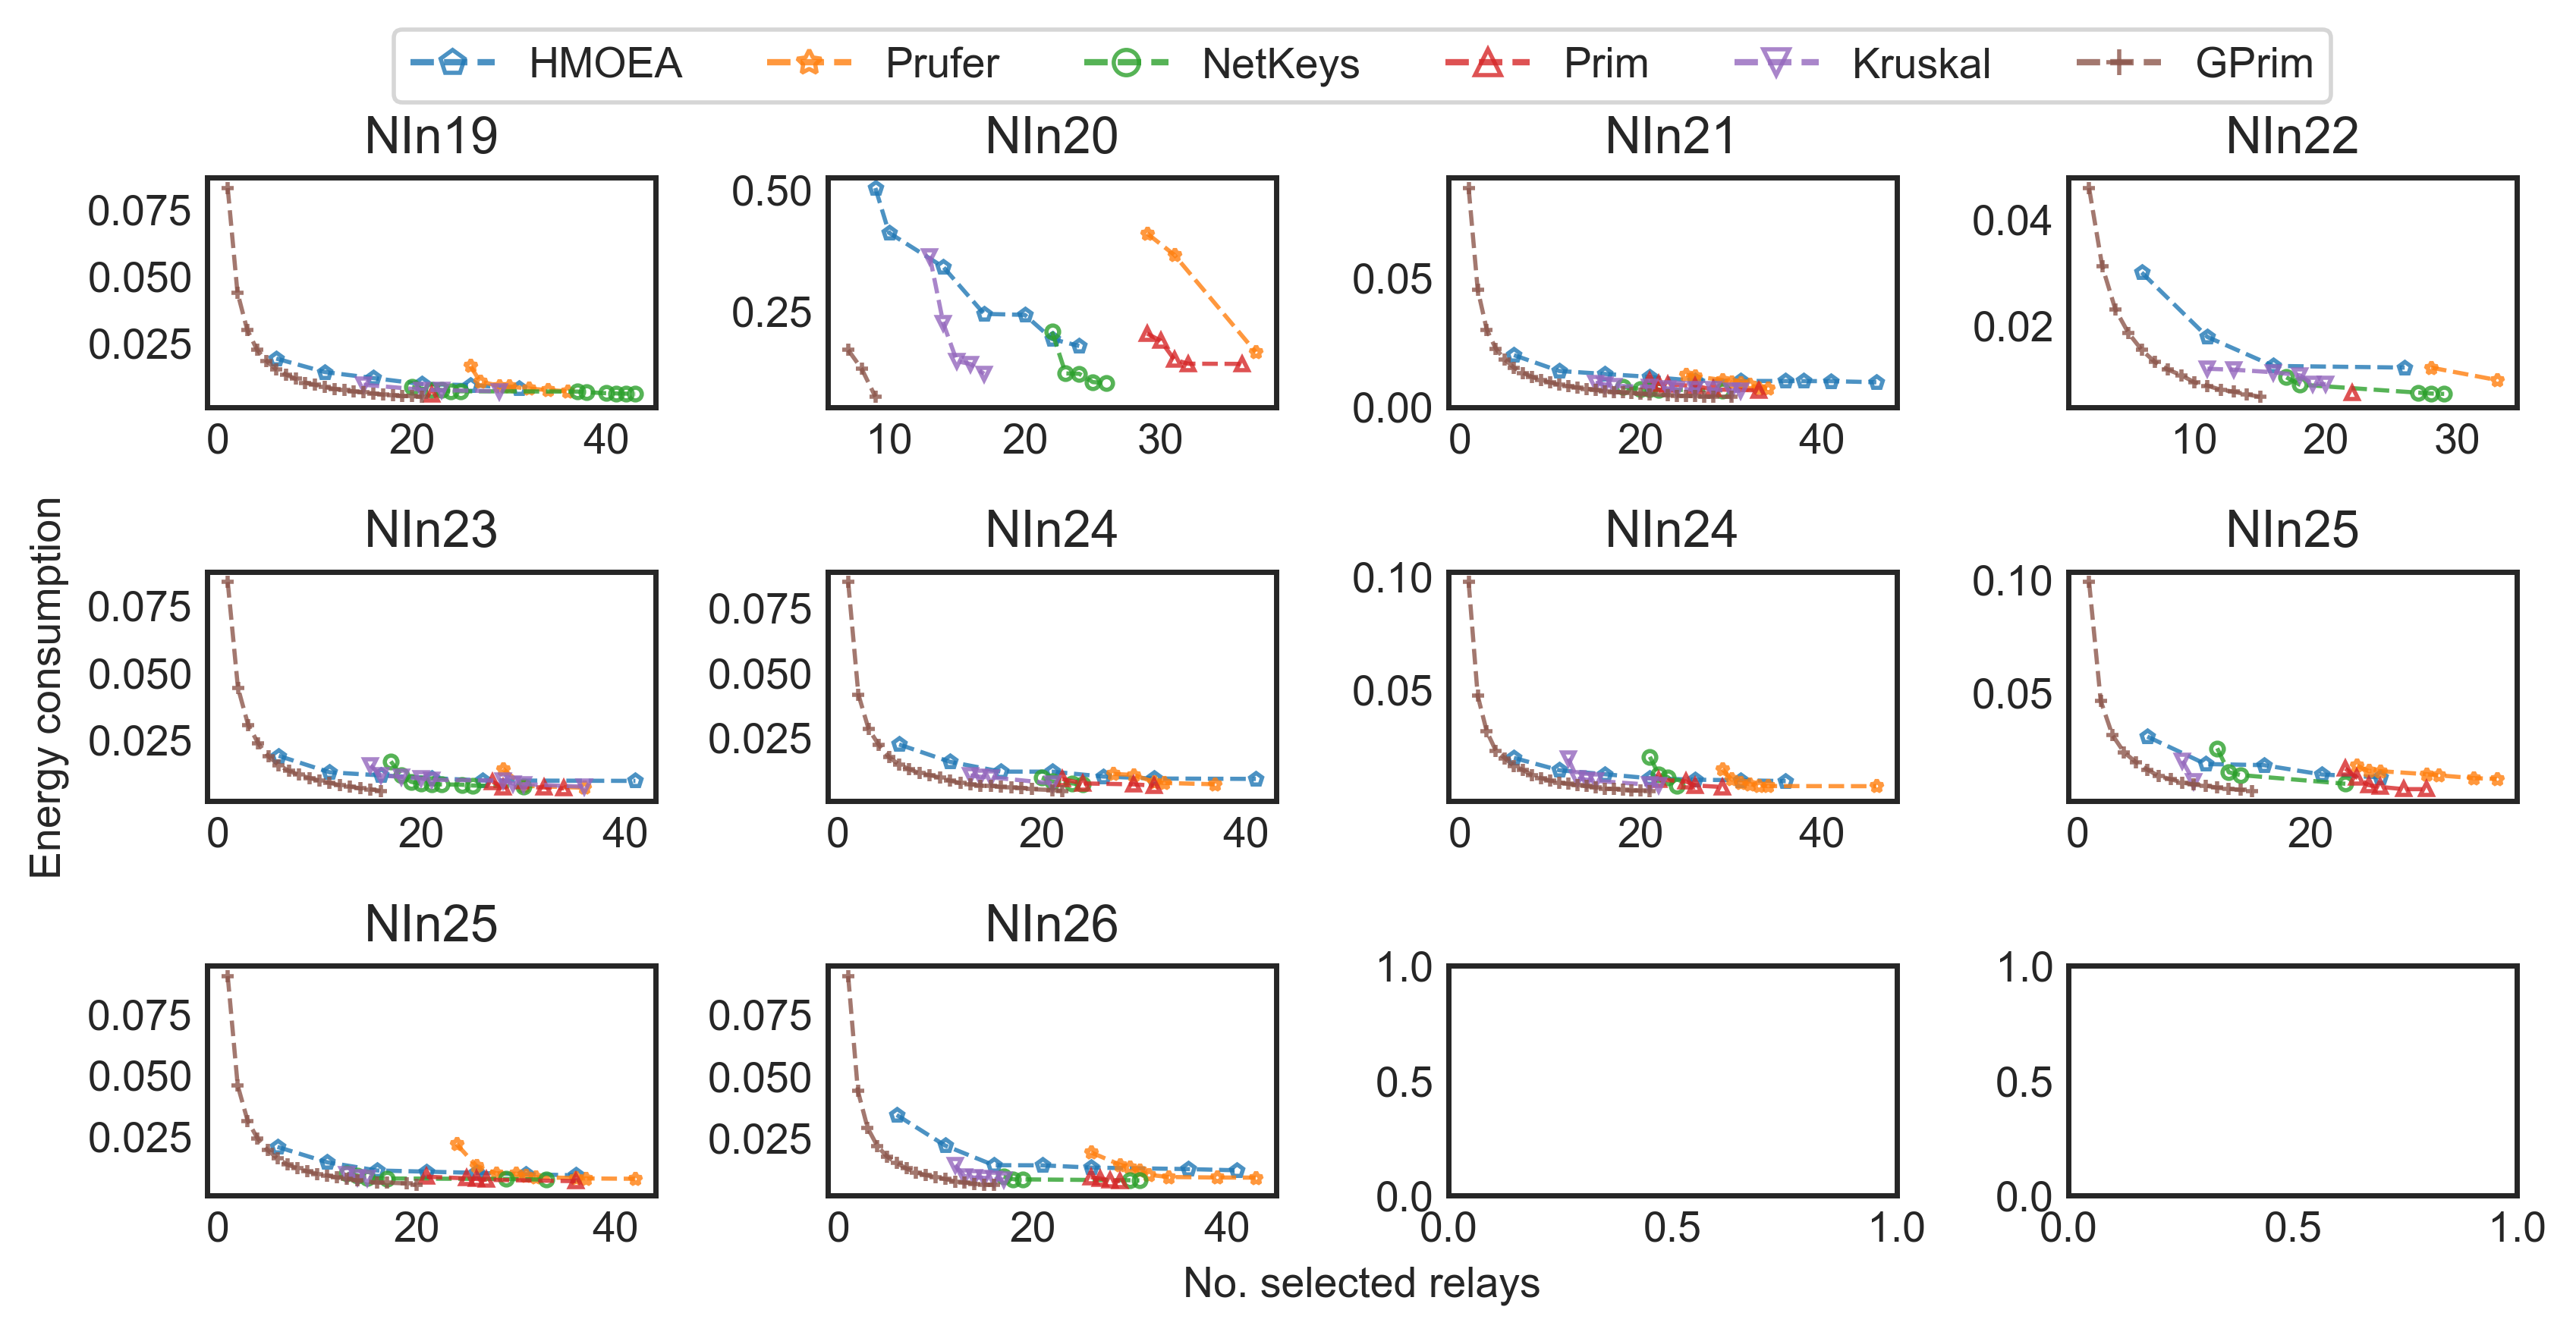 HMOEA Prufer NetKeys Prim Kruskal GPrim
NIn19 NIn20 NIn21 NIn22
0.075 0.050 0.025
0 20 40
0.50 0.25
10 20 30
0.05 0.00
0 20 40
0.04 0.02
10 20 30
Energy consumption
NIn23 NIn24 NIn24 NIn25
0.075 0.050 0.025
0 20 40
0.075 0.050 0.025
0 20 40
0.10 0.05
0 20 40
0.10 0.05
0 20
NIn25 NIn26
0.075 0.050 0.025
0 20 40
0.075 0.050 0.025
0 20 40
1.0 0.5 0.0
0.0 0.5 1.0
1.0 0.5 0.0
0.0 0.5 1.0
No. selected relays